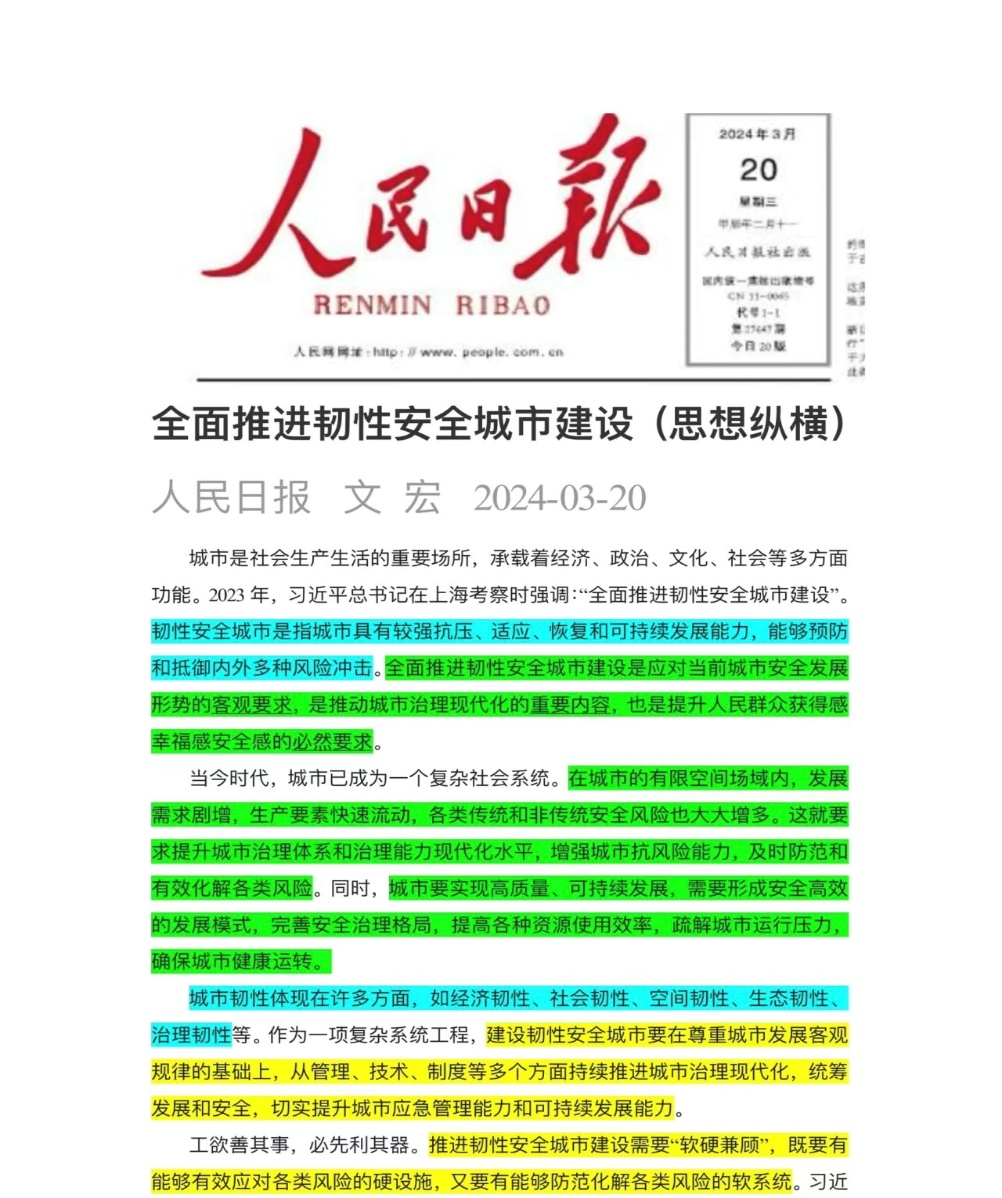 人民日报
RENMIN RIBAO
人民网网址:http://www.people.com.cn
2024年3月
20
星期三
甲辰年二月十一
人民日报社出版
国内统一连续出版物号
CN 11-0065
代号1-1
第27647期
今日20版
全面推进韧性安全城市建设（思想纵横）
人民日报 文 宏 2024-03-20
城市是社会生产生活的重要场所，承载着经济、政治、文化、社会等多方面
功能。2023 年，习近平总书记在上海考察时强调：“全面推进韧性安全城市建设”。
韧性安全城市是指城市具有较强抗压、适应、恢复和可持续发展能力，能够预防
和抵御内外多种风险冲击。全面推进韧性安全城市建设是应对当前城市安全发展
形势的客观要求，是推动城市治理现代化的重要内容，也是提升人民群众获得感
幸福感安全感的必然要求。
当今时代，城市已成为一个复杂社会系统。在城市的有限空间场域内，发展
需求剧增，生产要素快速流动，各类传统和非传统安全风险也大大增多。这就要
求提升城市治理体系和治理能力现代化水平，增强城市抗风险能力，及时防范和
有效化解各类风险。同时，城市要实现高质量、可持续发展，需要形成安全高效
的发展模式，完善安全治理格局，提高各种资源使用效率，疏解城市运行压力，
确保城市健康运转。
城市韧性体现在许多方面，如经济韧性、社会韧性、空间韧性、生态韧性、
治理韧性等。作为一项复杂系统工程，建设韧性安全城市要在尊重城市发展客观
规律的基础上，从管理、技术、制度等多个方面持续推进城市治理现代化，统筹
发展和安全，切实提升城市应急管理能力和可持续发展能力。
工欲善其事，必先利其器。推进韧性安全城市建设需要“软硬兼顾”，既要有
能够有效应对各类风险的硬设施，又要有能够防范化解各类风险的软系统。习近